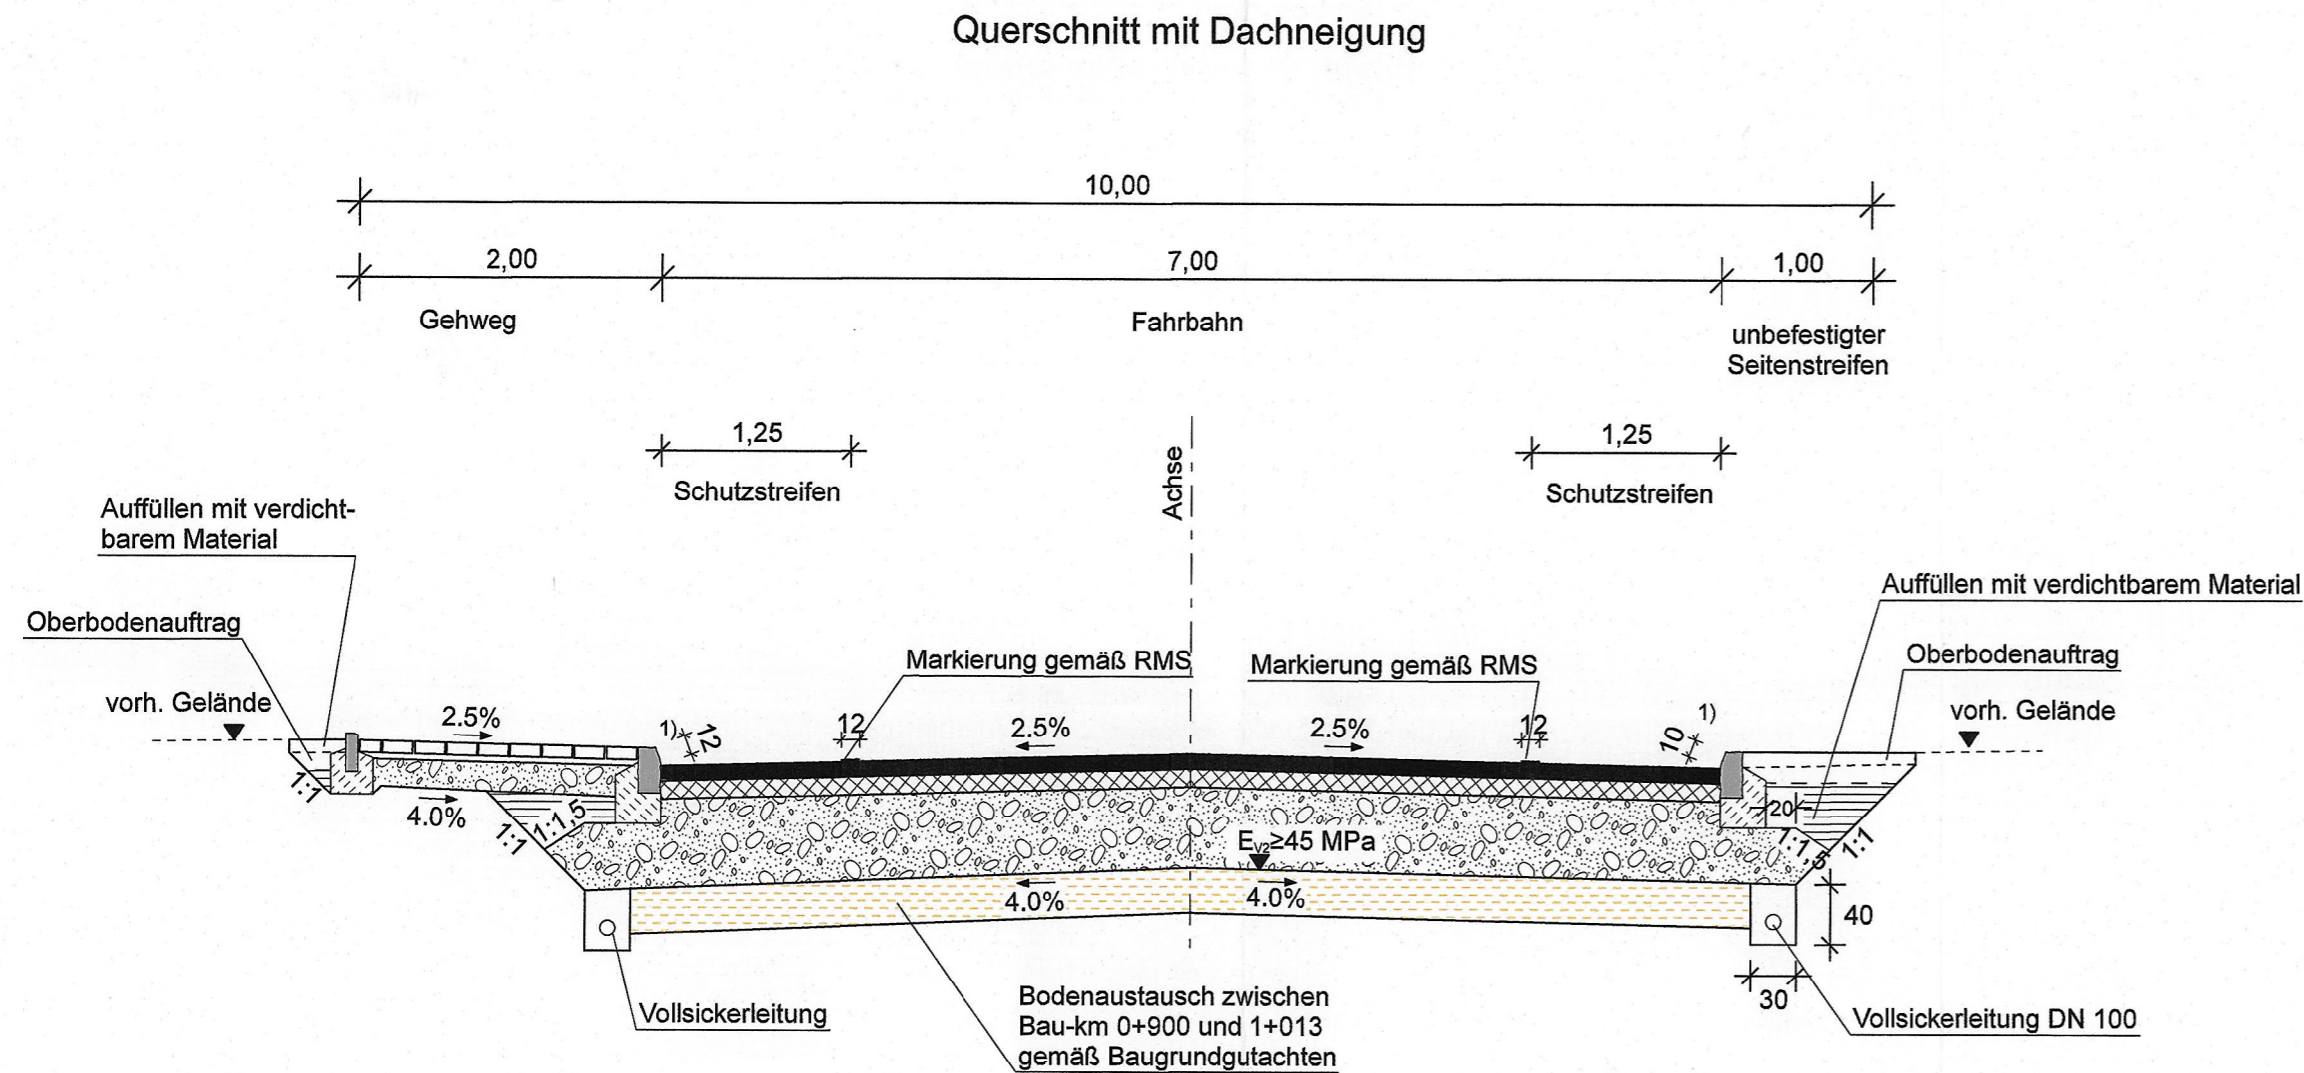 Querschnitt mit Dachneigung
10,00
2,00
7,00
1,00
Gehweg
Fahrbahn
unbefestigter
Seitenstreifen
1,25
1,25
Schutzstreifen
Achse
Schutzstreifen
Auffüllen mit verdicht-
barem Material
Auffüllen mit verdichtbarem Material
Oberbodenauftrag
Oberbodenauftrag
Markierung gemäß RMS
Markierung gemäß RMS
vorh. Gelände
vorh. Gelände
2.5%
1)
12
12
2.5%
2.5%
12
10
1)
1:1
4.0%
1:1
1:1,5
20
1:1,5
1:1
Ev2≥45 MPa
4.0%
4.0%
40
30
Vollsickerleitung
Bodenaustausch zwischen
Bau-km 0+900 und 1+013
gemäß Baugrundgutachten
Vollsickerleitung DN 100